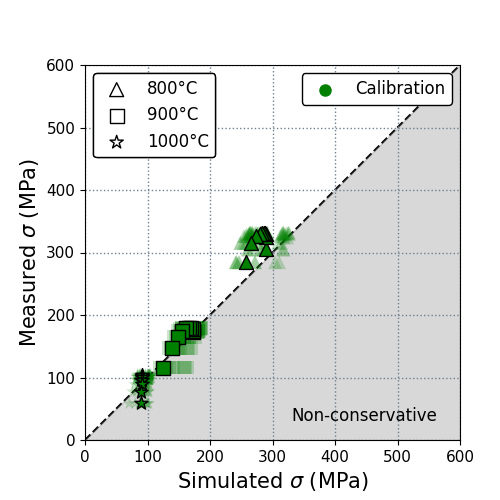 800°C
900°C
1000°C
Calibration
Measured σ (MPa)
600
500
400
300
200
100
0
Non-conservative
0 100 200 300 400 500 600
Simulated σ (MPa)